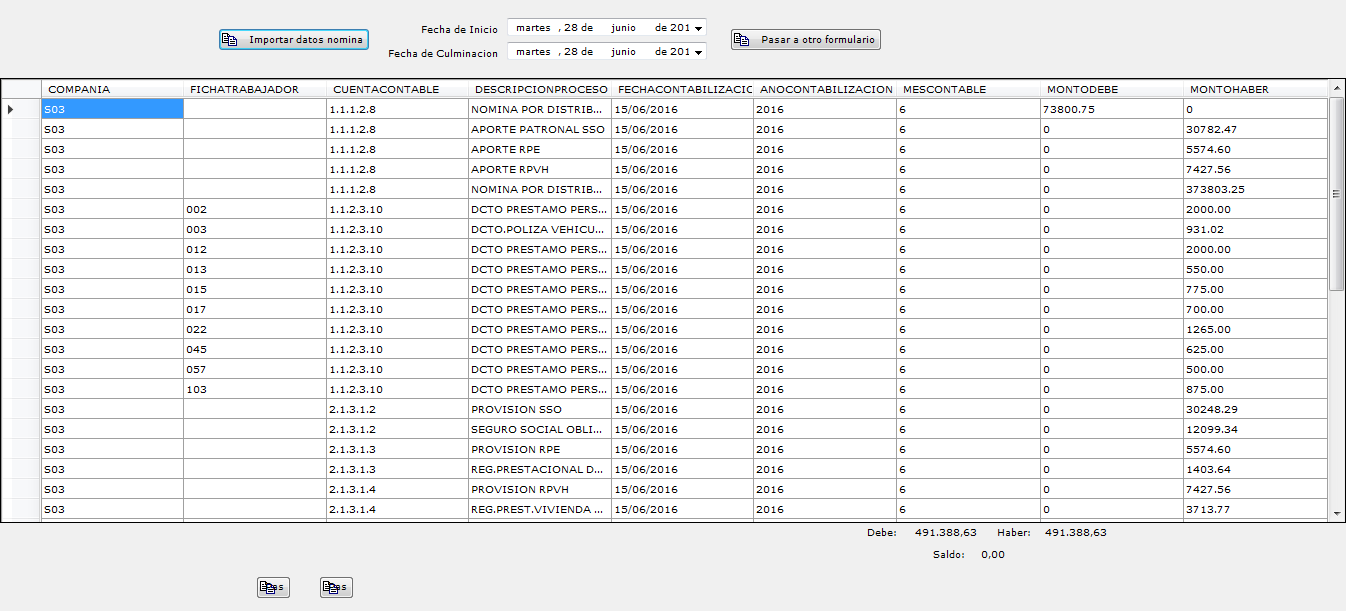 Importar datos nomina
Fecha de Inicio martes , 28 de junio de 201
Fecha de Culminacion martes , 28 de junio de 201
Pasar a otro formulario
COMPANIA FICHATRABAJADOR CUENTACONTABLE DESCRIPCIONPROCESO FECHACONTABILIZACIC ANOCONTABILIZACION MESCONTABLE MONTODEBE MONTOHABER
S03 1.1.1.2.8 NOMINA POR DISTRIB... 15/06/2016 2016 6 73800.75 0
S03 1.1.1.2.8 APORTE PATRONAL SSO 15/06/2016 2016 6 0 30782.47
S03 1.1.1.2.8 APORTE RPE 15/06/2016 2016 6 0 5574.60
S03 1.1.1.2.8 APORTE RPVH 15/06/2016 2016 6 0 7427.56
S03 1.1.1.2.8 NOMINA POR DISTRIB... 15/06/2016 2016 6 0 373803.25
S03 002 1.1.2.3.10 DCTO PRESTAMO PERS... 15/06/2016 2016 6 0 2000.00
S03 003 1.1.2.3.10 DCTO.POLIZA VEHICU... 15/06/2016 2016 6 0 931.02
S03 012 1.1.2.3.10 DCTO PRESTAMO PERS... 15/06/2016 2016 6 0 2000.00
S03 013 1.1.2.3.10 DCTO PRESTAMO PERS... 15/06/2016 2016 6 0 550.00
S03 015 1.1.2.3.10 DCTO PRESTAMO PERS... 15/06/2016 2016 6 0 775.00
S03 017 1.1.2.3.10 DCTO PRESTAMO PERS... 15/06/2016 2016 6 0 700.00
S03 022 1.1.2.3.10 DCTO PRESTAMO PERS... 15/06/2016 2016 6 0 1265.00
S03 045 1.1.2.3.10 DCTO PRESTAMO PERS... 15/06/2016 2016 6 0 625.00
S03 057 1.1.2.3.10 DCTO PRESTAMO PERS... 15/06/2016 2016 6 0 500.00
S03 103 1.1.2.3.10 DCTO PRESTAMO PERS... 15/06/2016 2016 6 0 875.00
S03 2.1.3.1.2 PROVISION SSO 15/06/2016 2016 6 0 30248.29
S03 2.1.3.1.2 SEGURO SOCIAL OBLI... 15/06/2016 2016 6 0 12099.34
S03 2.1.3.1.3 PROVISION RPE 15/06/2016 2016 6 0 5574.60
S03 2.1.3.1.3 REG.PRESTACIONAL D... 15/06/2016 2016 6 0 1403.64
S03 2.1.3.1.4 PROVISION RPVH 15/06/2016 2016 6 0 7427.56
S03 2.1.3.1.4 REG.PREST.VIVIENDA ... 15/06/2016 2016 6 0 3713.77
Debe: 491.388,63 Haber: 491.388,63
Saldo: 0,00